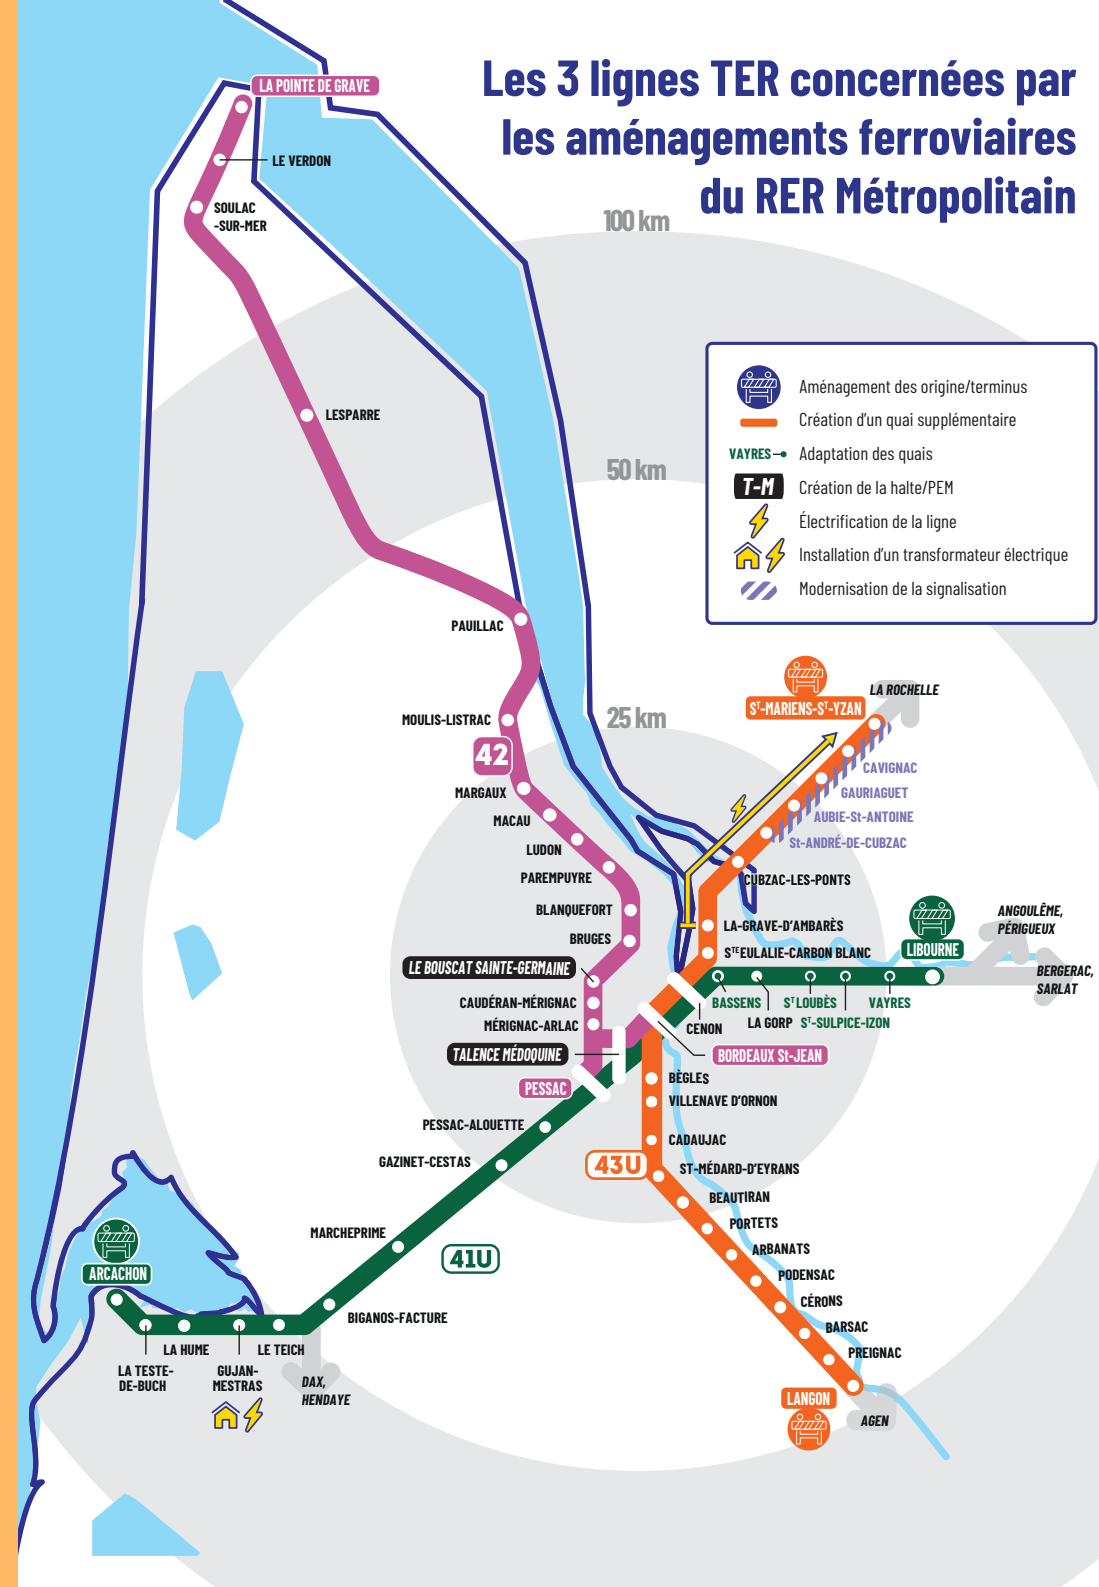 Les 3 lignes TER concernées par
les aménagements ferroviaires
du RER Métropolitain
LA POINTE DE GRAVE
LE VERDON
SOULAC
-SUR-MER
100 km
LESPARRE
50 km
Aménagement des origine/terminus
Création d'un quai supplémentaire
VAYRES
Adaptation des quais
T-M
Création de la halte/PEM
Électrification de la ligne
Installation d'un transformateur électrique
Modernisation de la signalisation
PAUILLAC
MOULIS-LISTRAC
25 km
42
MARGAUX
MACAU
LUDON
PAREMPUYRE
BLANQUEFORT
BRUGES
LE BOUSCAT SAINTE-GERMAINE
CAUDÉRAN-MÉRIGNAC
MÉRIGNAC-ARLAC
TALENCE MÉDOQUINE
PESSAC
LA ROCHELLE
ST-MARIENS-ST-YZAN
CAVIGNAC
GAURIAGUET
AUBIE-St-ANTOINE
St-ANDRÉ-DE-CUBZAC
CUBZAC-LES-PONTS
LA-GRAVE-D'AMBARÈS
STE EULALIE-CARBON BLANC
LIBOURNE
ANGOULÊME,
PÉRIGUEUX
BERGERAC,
SARLAT
BASSENS
ST LOUBÈS
VAYRES
LA GORP
ST-SULPICE-IZON
CENON
BORDEAUX St-JEAN
BÈGLES
VILLENAVE D'ORNON
CADAUJAC
43U
ST-MÉDARD-D'EYRANS
BEAUTIRAN
PORTETS
ARBANATS
PODENSAC
CÉRONS
BARSAC
PREIGNAC
LANGON
AGEN
PESSAC-ALOUETTE
GAZINET-CESTAS
MARCHEPRIME
41U
BIGANOS-FACTURE
ARCACHON
LA HUME
LE TEICH
LA TESTE-
DE-BUCH
GUJAN-
MESTRAS
DAX,
HENDAYE